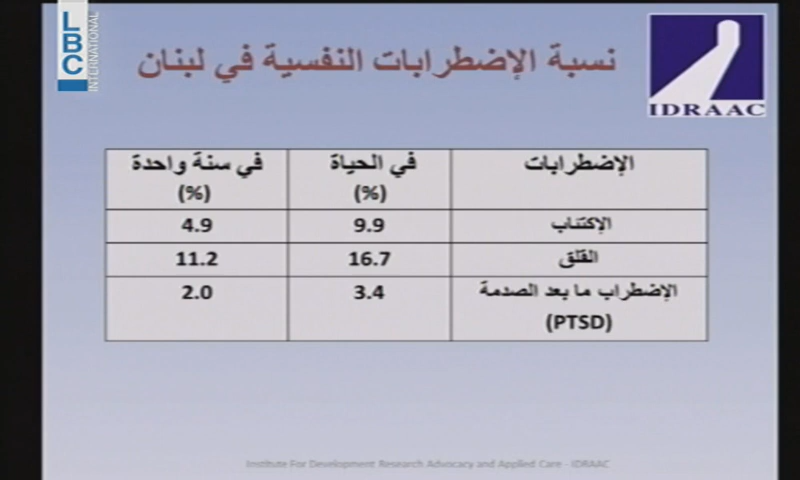 LBC
INTERNATIONAL
نسبة الإضطرابات النفسية في لبنان
IDRAAC
الإضطرابات في الحياة (%) في سنة واحدة (%)
الإكتئاب 9.9 4.9
القلق 16.7 11.2
الإضطراب ما بعد الصدمة (PTSD) 3.4 2.0
Institute For Development Research Advocacy and Applied Care - IDRAAC